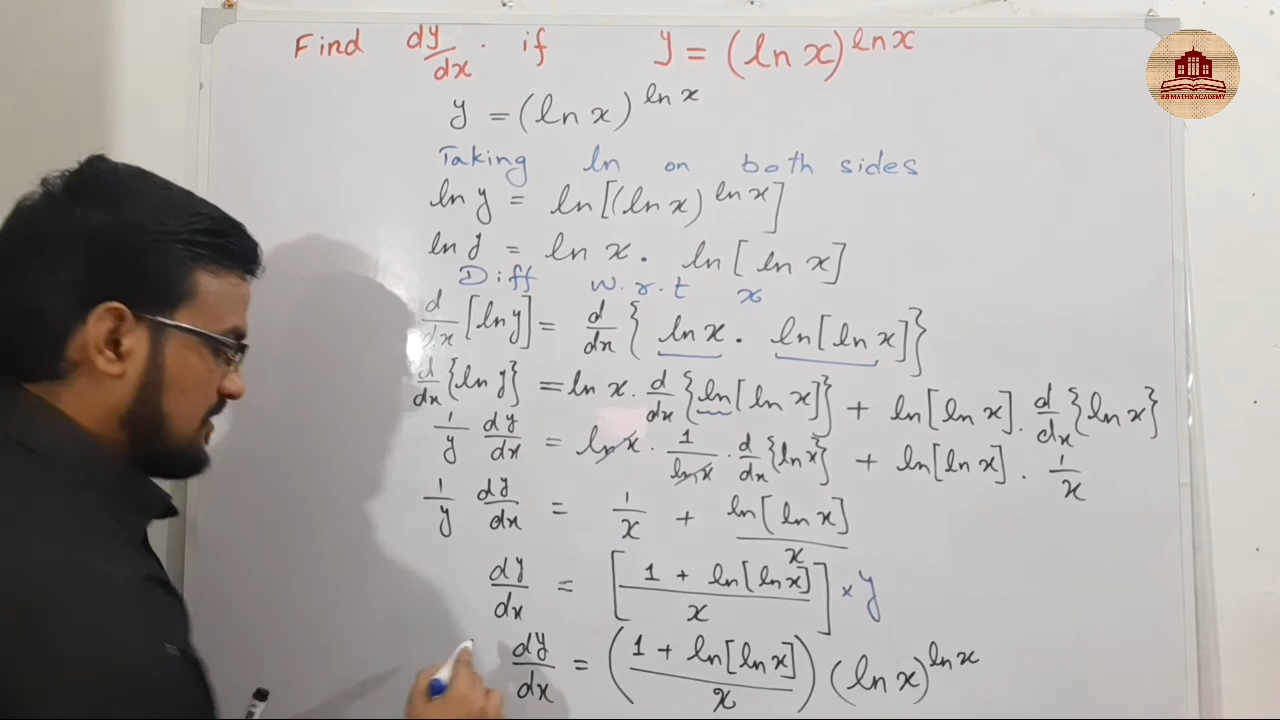 Find dy/dx . if y = (ln x)^ln x
y = (ln x)^ln x
Taking ln on both sides
ln y = ln[(ln x)^ln x]
ln y = ln x . ln[ln x]
Diff w.r.t x
d/dx [ln y] = d/dx { ln x . ln[ln x] }
d/dx {ln y} = ln x . d/dx {ln[ln x]} + ln[ln x] . d/dx {ln x}
1/y dy/dx = ln x . 1/ln x . d/dx {ln x} + ln[ln x] . 1/x
1/y dy/dx = 1/x + ln[ln x]/x
dy/dx = [(1 + ln[ln x])/x] × y
dy/dx = ((1 + ln[ln x])/x) (ln x)^ln x